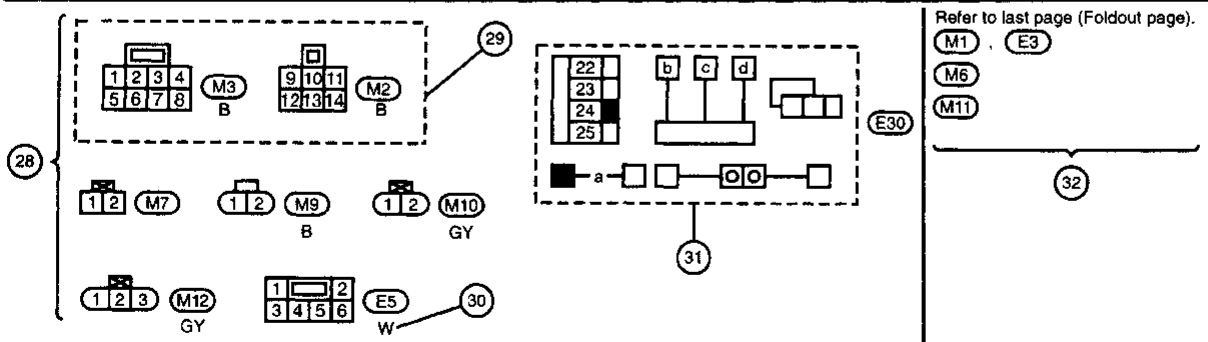 Refer to last page (Foldout page).
M1 , E3
M6
M11
32
28
29
1 2 3 4
5 6 7 8
M3
B
9 10 11
12 13 14
M2
B
22
23
24
25
b c d
a
E30
31
1 2
M7
1 2
M9
B
1 2
M10
GY
1 2 3
M12
GY
1 2
3 4 5 6
E5
W
30